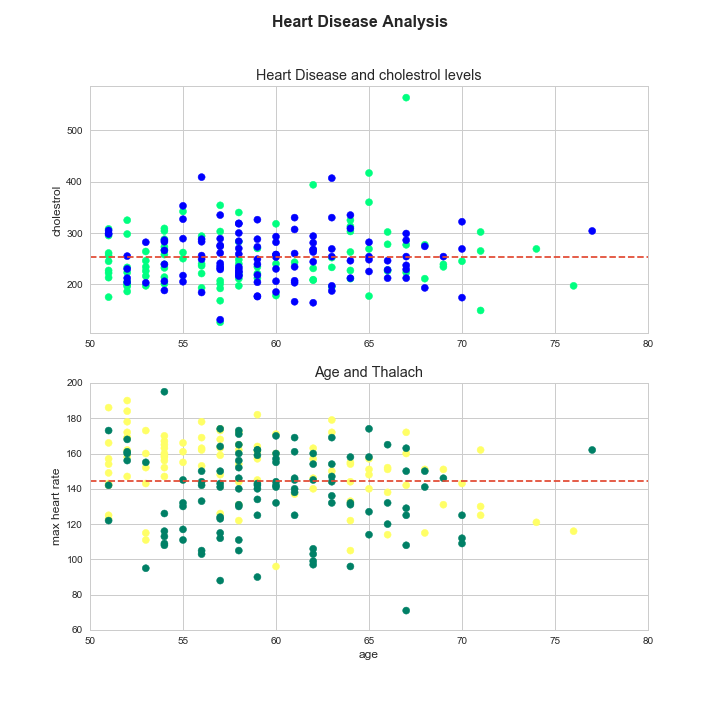 Heart Disease Analysis
Heart Disease and cholestrol levels
cholestrol
500
400
300
200
50 55 60 65 70 75 80
Age and Thalach
max heart rate
200
180
160
140
120
100
80
60
50 55 60 65 70 75 80
age